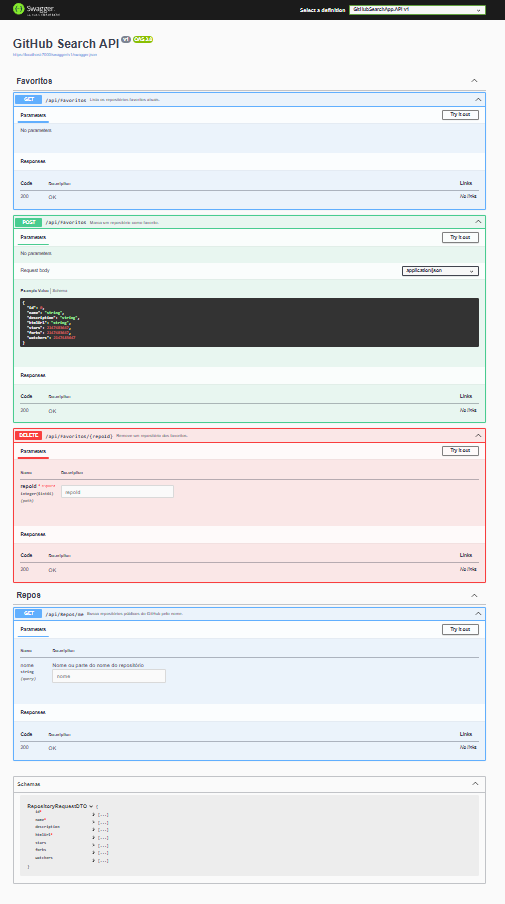 Swagger
Select a definition
GitHubSearchApp.API v1
GitHub Search API v1 OAS 3.0
Favoritos
GET /api/Favoritos Lista os repositórios favoritos atuais.
Parameters
Try it out
No parameters
Responses
Code Description Links
200 OK No links
POST /api/Favoritos Marca um repositório como favorito.
Parameters
Try it out
No parameters
Request body
application/json
Example Value | Schema
{
"id": 0,
"name": "string",
"description": "string",
"htmlUrl": "string",
"stars": 2147483647,
"forks": 2147483647,
"watchers": 2147483647
}
Responses
Code Description Links
200 OK No links
DELETE /api/Favoritos/{repoId} Remove um repositório dos favoritos.
Parameters
Try it out
Name Description
repoId * required
integer($int64)
(path)
repoId
Responses
Code Description Links
200 OK No links
Repos
GET /api/Repos/me Busca repositórios públicos do GitHub pelo nome.
Parameters
Try it out
Name Description
nome
string
(query)
Nome ou parte do nome do repositório
nome
Responses
Code Description Links
200 OK No links
Schemas
RepositoryRequestDTO {
id* [...]
name* [...]
description [...]
htmlUrl* [...]
stars [...]
forks [...]
watchers [...]
}